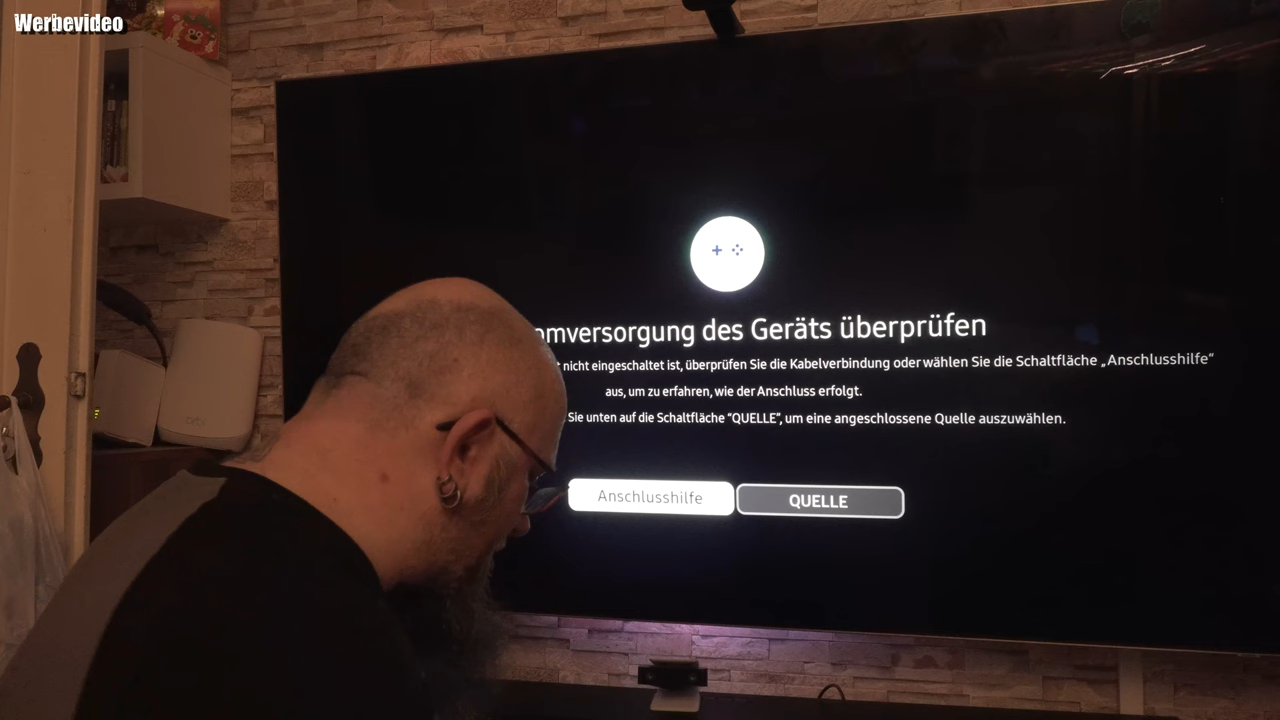 Werbevideo
omversorgung des Geräts überprüfen
nicht eingeschaltet ist, überprüfen Sie die Kabelverbindung oder wählen Sie die Schaltfläche „Anschlusshilfe“
aus, um zu erfahren, wie der Anschluss erfolgt.
Sie unten auf die Schaltfläche “QUELLE”, um eine angeschlossene Quelle auszuwählen.
Anschlusshilfe
QUELLE
orbi